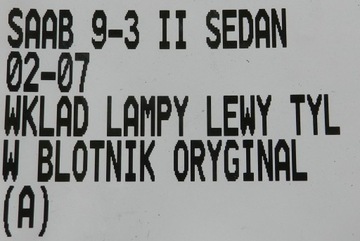 SAAB 9-3 II SEDAN
02-07
WKLAD LAMPY LEWY TYL
W BLOTNIK ORYGINAL
(A)